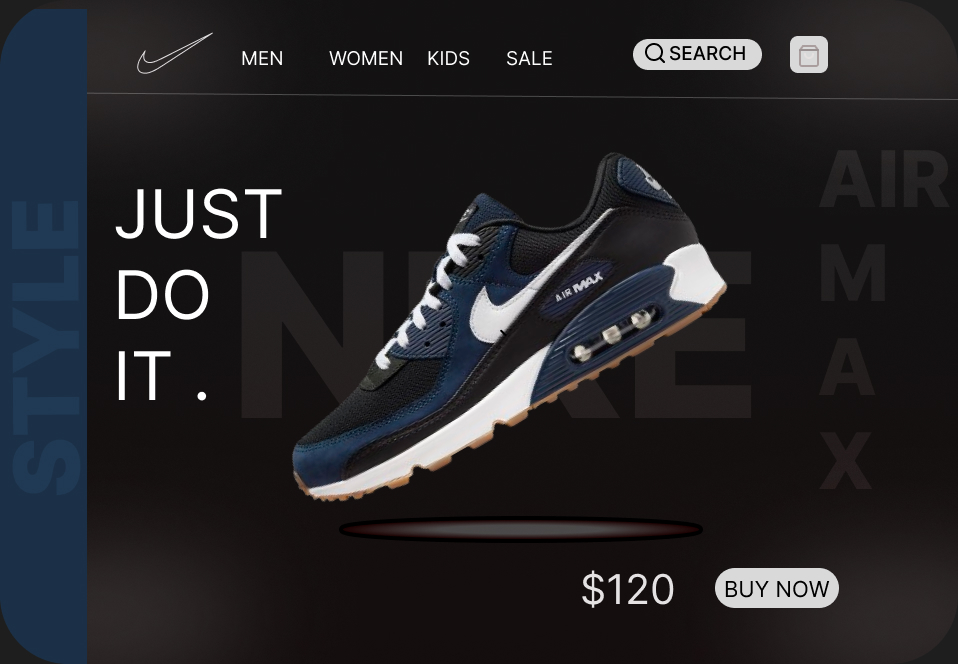 MEN WOMEN KIDS SALE SEARCH
STYLE
JUST
DO
IT .
NIKE
AIR MAX
AIR
M
A
X
$120 BUY NOW